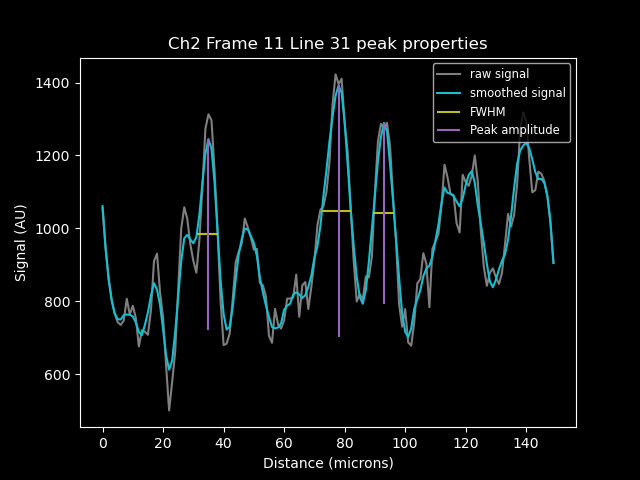 Ch2 Frame 11 Line 31 peak properties
raw signal
smoothed signal
FWHM
Peak amplitude
Signal (AU)
1400
1200
1000
800
600
0 20 40 60 80 100 120 140
Distance (microns)